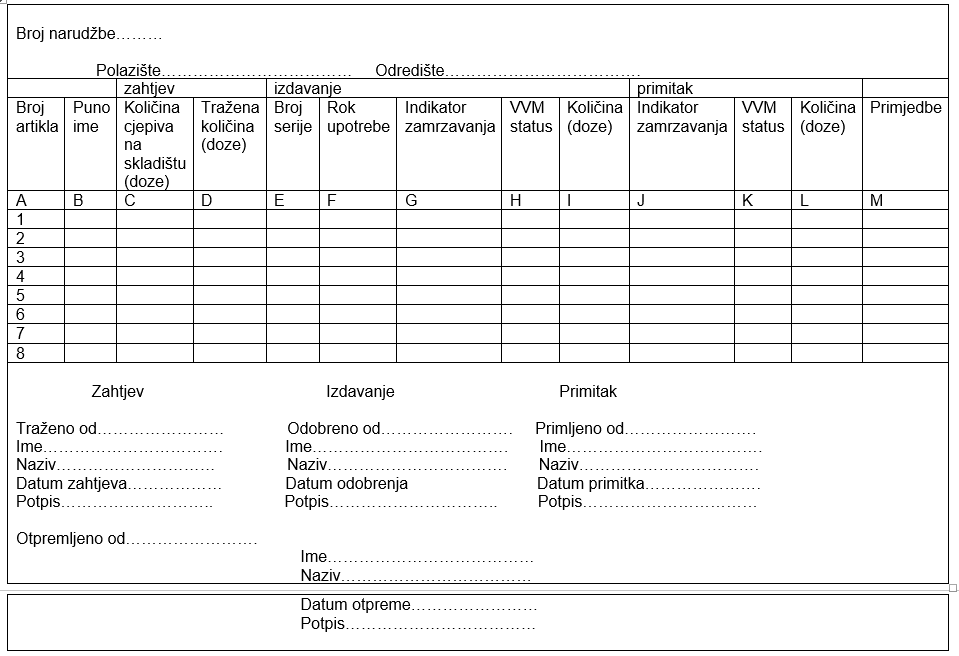 Broj narudžbe………
Polazište……………………………… Odredište………………………………
zahtjev izdavanje primitak
Broj artikla Puno ime Količina cjepiva na skladištu (doze) Tražena količina (doze) Broj serije Rok upotrebe Indikator zamrzavanja VVM status Količina (doze) Indikator zamrzavanja VVM status Količina (doze) Primjedbe
A B C D E F G H I J K L M
1
2
3
4
5
6
7
8
Zahtjev Izdavanje Primitak
Traženo od…………………… Odobreno od……………………. Primljeno od…………………….
Ime……………………………. Ime……………………………… Ime…………………………………….
Naziv…………………………. Naziv……………………………. Naziv…………………………….
Datum zahtjeva……………… Datum odobrenja Datum primitka………………….
Potpis……………………….. Potpis………………………….. Potpis……………………………
Otpremljeno od…………………….
Ime…………………………………
Naziv………………………………
Datum otpreme……………………
Potpis………………………………